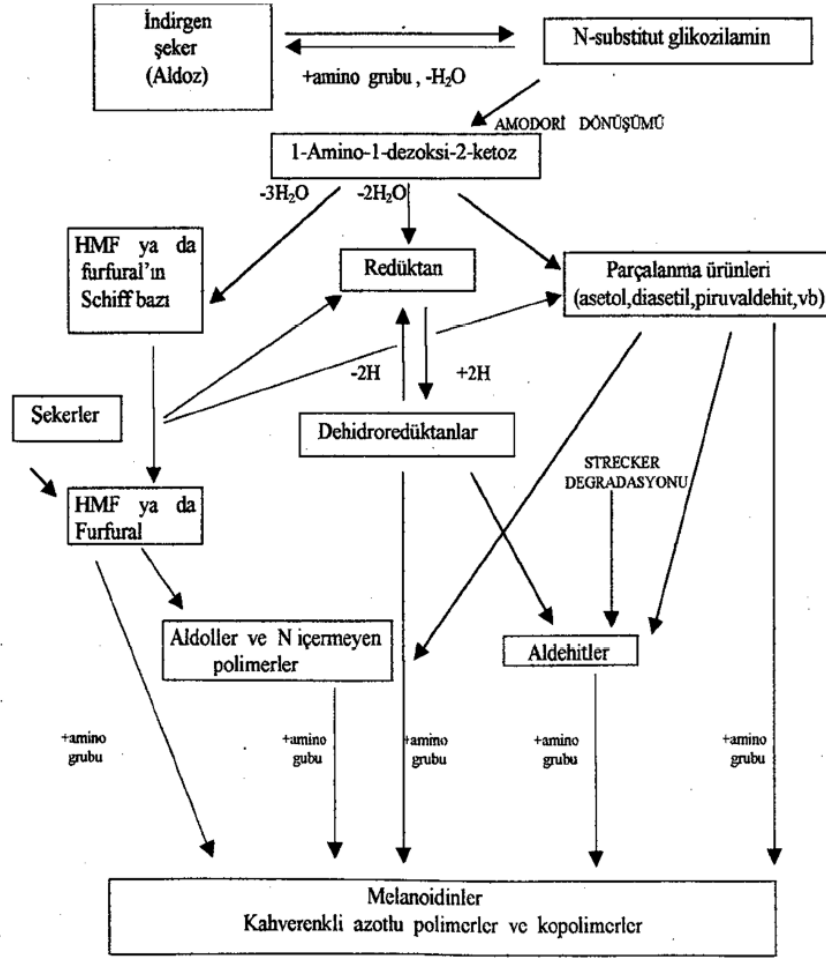 İndirgen
şeker
(Aldoz)
N-substitut glikozilamin
+amino grubu, -H₂O
AMODORİ DÖNÜŞÜMÜ
1-Amino-1-dezoksi-2-ketoz
-3H₂O
-2H₂O
HMF ya da
furfural'ın
Schiff bazı
Redüktan
Parçalanma ürünleri
(asetol,diasetil,piruvaldehit,vb)
-2H
+2H
Şekerler
Dehidroredüktanlar
STRECKER
DEGRADASYONU
HMF ya da
Furfural
Aldoller ve N içermeyen
polimerler
Aldehitler
+amino
grubu
+amino
gubu
+amino
grubu
+amino
grubu
+amino
grubu
Melanoidinler
Kahverenkli azotlu polimerler ve kopolimerler